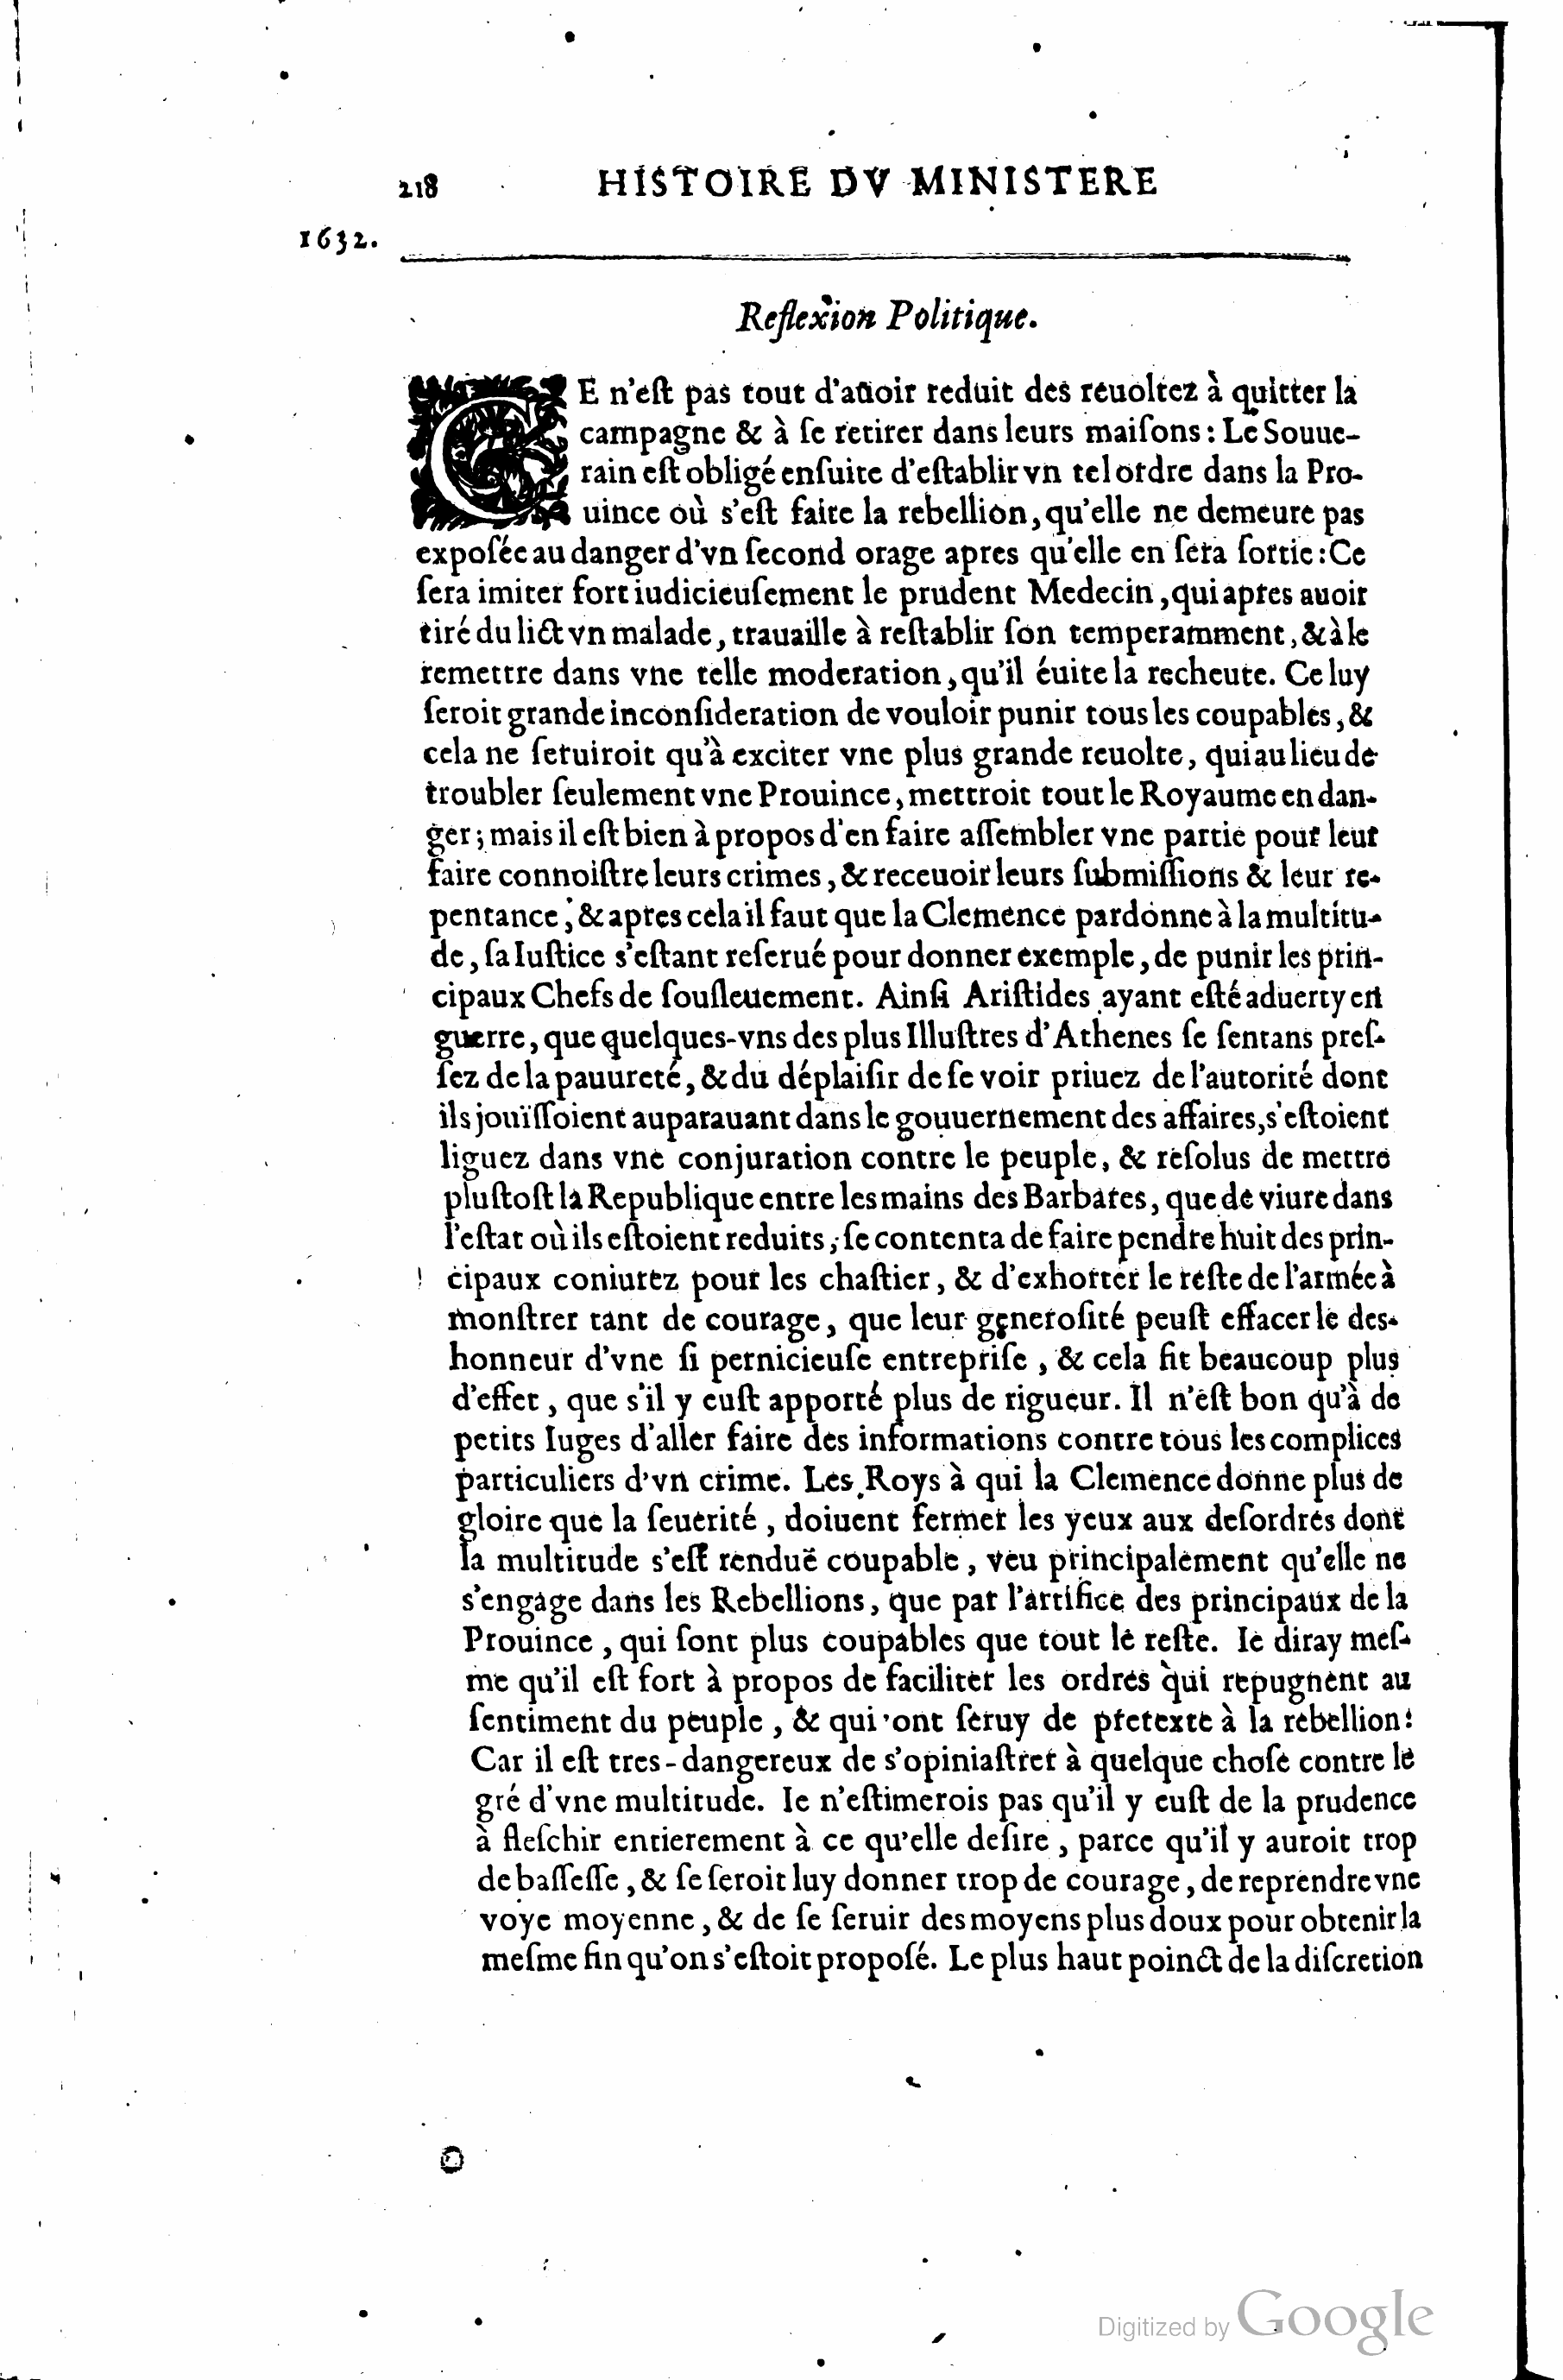 218 HISTOIRE DV MINISTERE
1632.
Reflexion Politique.
CE n'eſt pas tout d'auoir reduit des reuoltez à quitter la
campagne & à ſe retirer dans leurs maiſons : Le Souue-
rain eſt obligé enſuite d'eſtablir vn tel ordre dans la Pro-
uince où s'eſt faite la rebellion, qu'elle ne demeure pas
expoſée au danger d'vn ſecond orage apres qu'elle en ſera ſortie : Ce
ſera imiter fort iudicieuſement le prudent Medecin, qui apres auoir
tiré du lict vn malade, trauaille à reſtablir ſon temperamment, & à le
remettre dans vne telle moderation, qu'il éuite la recheute. Ce luy
ſeroit grande inconſideration de vouloir punir tous les coupables, &
cela ne ſeruiroit qu'à exciter vne plus grande reuolte, qui au lieu de
troubler ſeulement vne Prouince, mettroit tout le Royaume en dan-
ger ; mais il eſt bien à propos d'en faire aſſembler vne partie pour leur
faire connoiſtre leurs crimes, & receuoir leurs ſubmiſſions & leur re-
pentance ; & apres cela il faut que la Clemence pardonne à la multitu-
de, ſa Iuſtice s'eſtant reſerué pour donner exemple, de punir les prin-
cipaux Chefs de ſouſleuement. Ainſi Ariſtides ayant eſté aduerty en
guerre, que quelques-vns des plus Illuſtres d'Athenes ſe ſentans preſ-
ſez de la pauureté, & du déplaiſir de ſe voir priuez de l'autorité dont
ils jouïſſoient auparauant dans le gouuernement des affaires, s'eſtoient
liguez dans vne conjuration contre le peuple, & reſolus de mettre
pluſtoſt la Republique entre les mains des Barbares, que de viure dans
l'eſtat où ils eſtoient reduits, ſe contenta de faire pendre huit des prin-
cipaux coniurez pour les chaſtier, & d'exhorter le reſte de l'armée à
monſtrer tant de courage, que leur generoſité peuſt effacer le des-
honneur d'vne ſi pernicieuſe entrepriſe, & cela fit beaucoup plus
d'effet, que s'il y euſt apporté plus de rigueur. Il n'eſt bon qu'à de
petits Iuges d'aller faire des informations contre tous les complices
particuliers d'vn crime. Les Roys à qui la Clemence donne plus de
gloire que la ſeuerité, doiuent fermer les yeux aux deſordres dont
la multitude s'eſt renduë coupable, veu principalement qu'elle ne
s'engage dans les Rebellions, que par l'artifice des principaux de la
Prouince, qui ſont plus coupables que tout le reſte. Ie diray meſ-
me qu'il eſt fort à propos de faciliter les ordres qui repugnent au
ſentiment du peuple, & qui ont ſeruy de pretexte à la rebellion :
Car il eſt tres-dangereux de s'opiniaſtrer à quelque choſe contre le
gré d'vne multitude. Ie n'eſtimerois pas qu'il y euſt de la prudence
à fleſchir entierement à ce qu'elle deſire, parce qu'il y auroit trop
de baſſeſſe, & ſe ſeroit luy donner trop de courage, de reprendre vne
voye moyenne, & de ſe ſeruir des moyens plus doux pour obtenir la
meſme fin qu'on s'eſtoit propoſé. Le plus haut poinct de la diſcretion
Digitized by Google